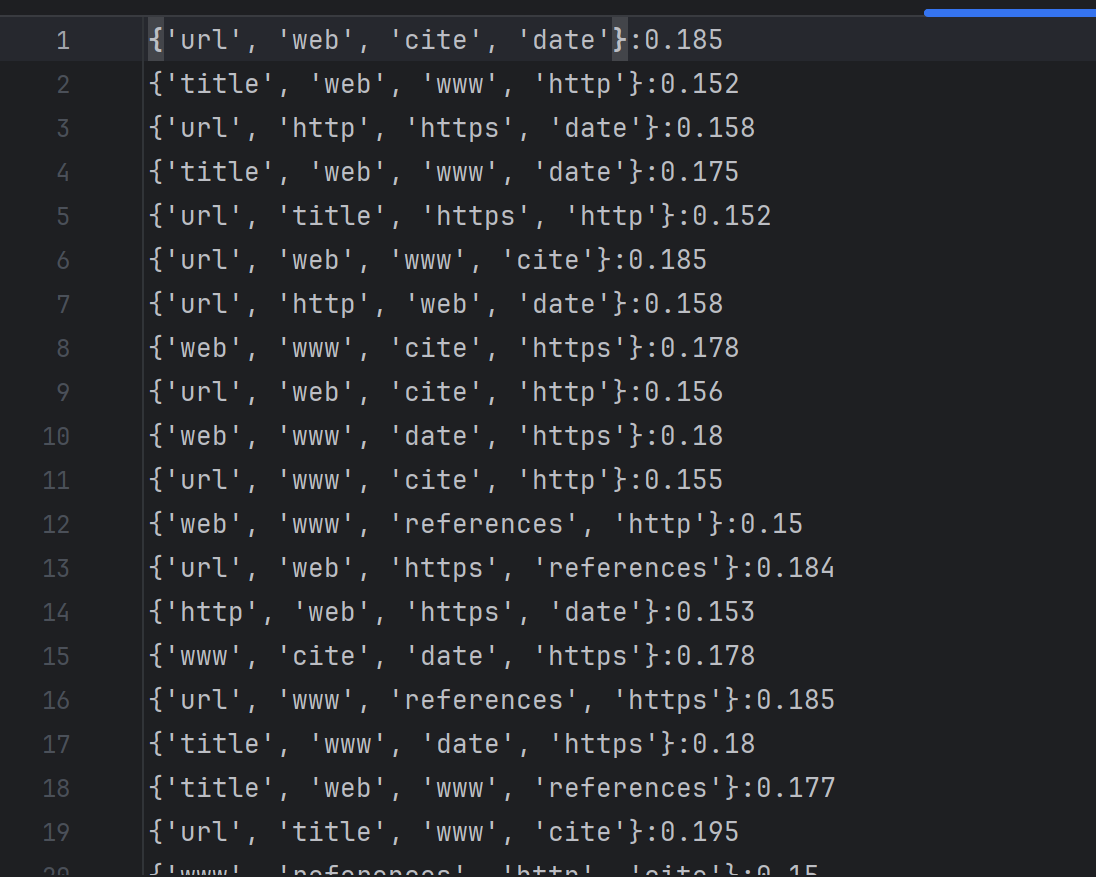 1 {'url', 'web', 'cite', 'date'}:0.185
2 {'title', 'web', 'www', 'http'}:0.152
3 {'url', 'http', 'https', 'date'}:0.158
4 {'title', 'web', 'www', 'date'}:0.175
5 {'url', 'title', 'https', 'http'}:0.152
6 {'url', 'web', 'www', 'cite'}:0.185
7 {'url', 'http', 'web', 'date'}:0.158
8 {'web', 'www', 'cite', 'https'}:0.178
9 {'url', 'web', 'cite', 'http'}:0.156
10 {'web', 'www', 'date', 'https'}:0.18
11 {'url', 'www', 'cite', 'http'}:0.155
12 {'web', 'www', 'references', 'http'}:0.15
13 {'url', 'web', 'https', 'references'}:0.184
14 {'http', 'web', 'https', 'date'}:0.153
15 {'www', 'cite', 'date', 'https'}:0.178
16 {'url', 'www', 'references', 'https'}:0.185
17 {'title', 'www', 'date', 'https'}:0.18
18 {'title', 'web', 'www', 'references'}:0.177
19 {'url', 'title', 'www', 'cite'}:0.195
20 {'www', 'references', 'http', 'cite'}:0.15